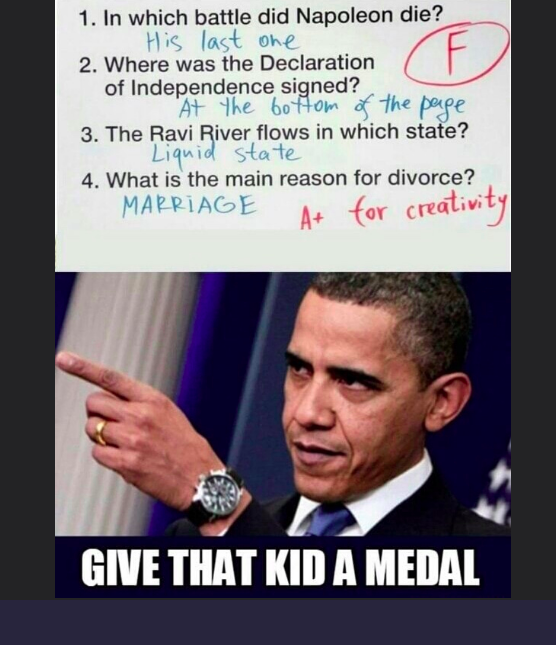 1. In which battle did Napoleon die?
His last one
F
2. Where was the Declaration
of Independence signed?
At the bottom of the page
3. The Ravi River flows in which state?
Liquid state
4. What is the main reason for divorce?
MARRIAGE
A+ for creativity
GIVE THAT KID A MEDAL